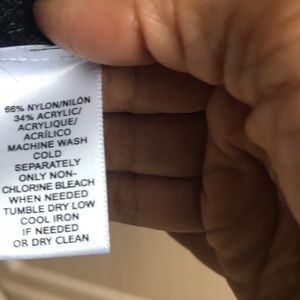 66% NYLON/NILÓN
34% ACRYLIC/
ACRYLIQUE/
ACRÍLICO
MACHINE WASH
COLD
SEPARATELY
ONLY NON-
CHLORINE BLEACH
WHEN NEEDED
TUMBLE DRY LOW
COOL IRON
IF NEEDED
OR DRY CLEAN